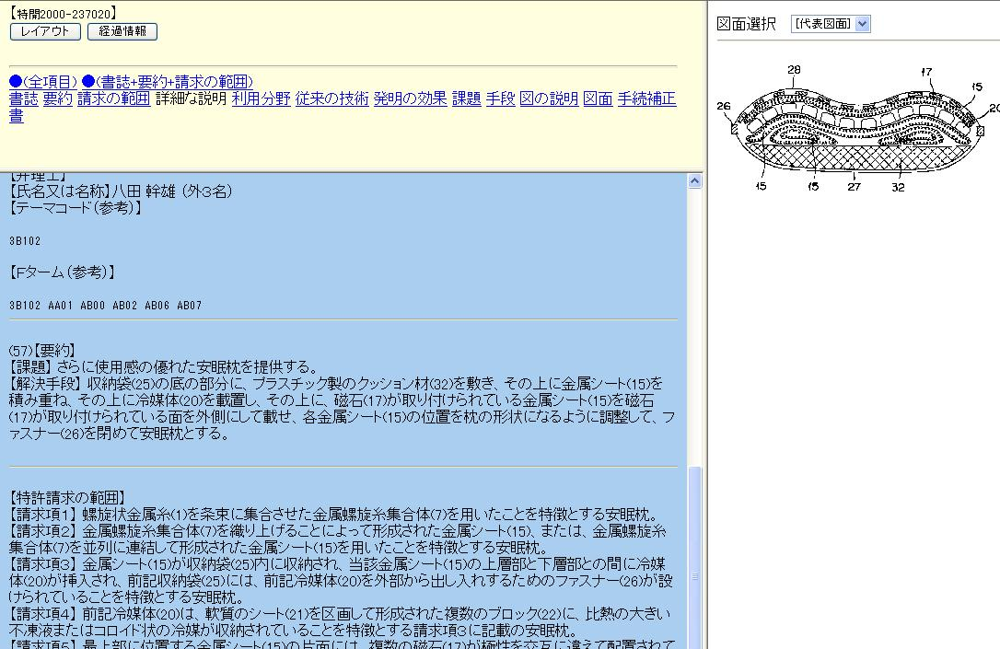 【特開2000-237020】
レイアウト 経過情報
●(全項目) ●(書誌+要約+請求の範囲)
書誌 要約 請求の範囲 詳細な説明 利用分野 従来の技術 発明の効果 課題 手段 図の説明 図面 手続補正
書
【弁理士】
【氏名又は名称】八田 幹雄 (外3名)
【テーマコード(参考)】
3B102
【Fターム(参考)】
3B102 AA01 AB00 AB02 AB06 AB07
(57)【要約】
【課題】 さらに使用感の優れた安眠枕を提供する。
【解決手段】 収納袋(25)の底の部分に、プラスチック製のクッション材(32)を敷き、その上に金属シート(15)を
積み重ね、その上に冷媒体(20)を載置し、その上に、磁石(17)が取り付けられている金属シート(15)を磁石
(17)が取り付けられている面を外側にして載せ、各金属シート(15)の位置を枕の形状になるように調整して、フ
ァスナー(26)を閉めて安眠枕とする。
【特許請求の範囲】
【請求項1】 螺旋状金属糸(1)を条束に集合させた金属螺旋糸集合体(7)を用いたことを特徴とする安眠枕。
【請求項2】 金属螺旋糸集合体(7)を織り上げることによって形成された金属シート(15)、または、金属螺旋糸
集合体(7)を並列に連結して形成された金属シート(15)を用いたことを特徴とする安眠枕。
【請求項3】 金属シート(15)が収納袋(25)内に収納され、当該金属シート(15)の上層部と下層部との間に冷媒
体(20)が挿入され、前記収納袋(25)には、前記冷媒体(20)を外部から出し入れするためのファスナー(26)が設
けられていることを特徴とする安眠枕。
【請求項4】 前記冷媒体(20)は、軟質のシート(21)を区画して形成された複数のブロック(22)に、比熱の大きい
不凍液またはコロイド状の冷媒が収納されていることを特徴とする請求項3に記載の安眠枕。
【請求項5】 最上部に位置する金属シート(15)の片面には、複数の磁石(17)が極性を交互に違えて配置されて
図面選択 [代表図面]
28
17
15
26
20
15
15
27
32